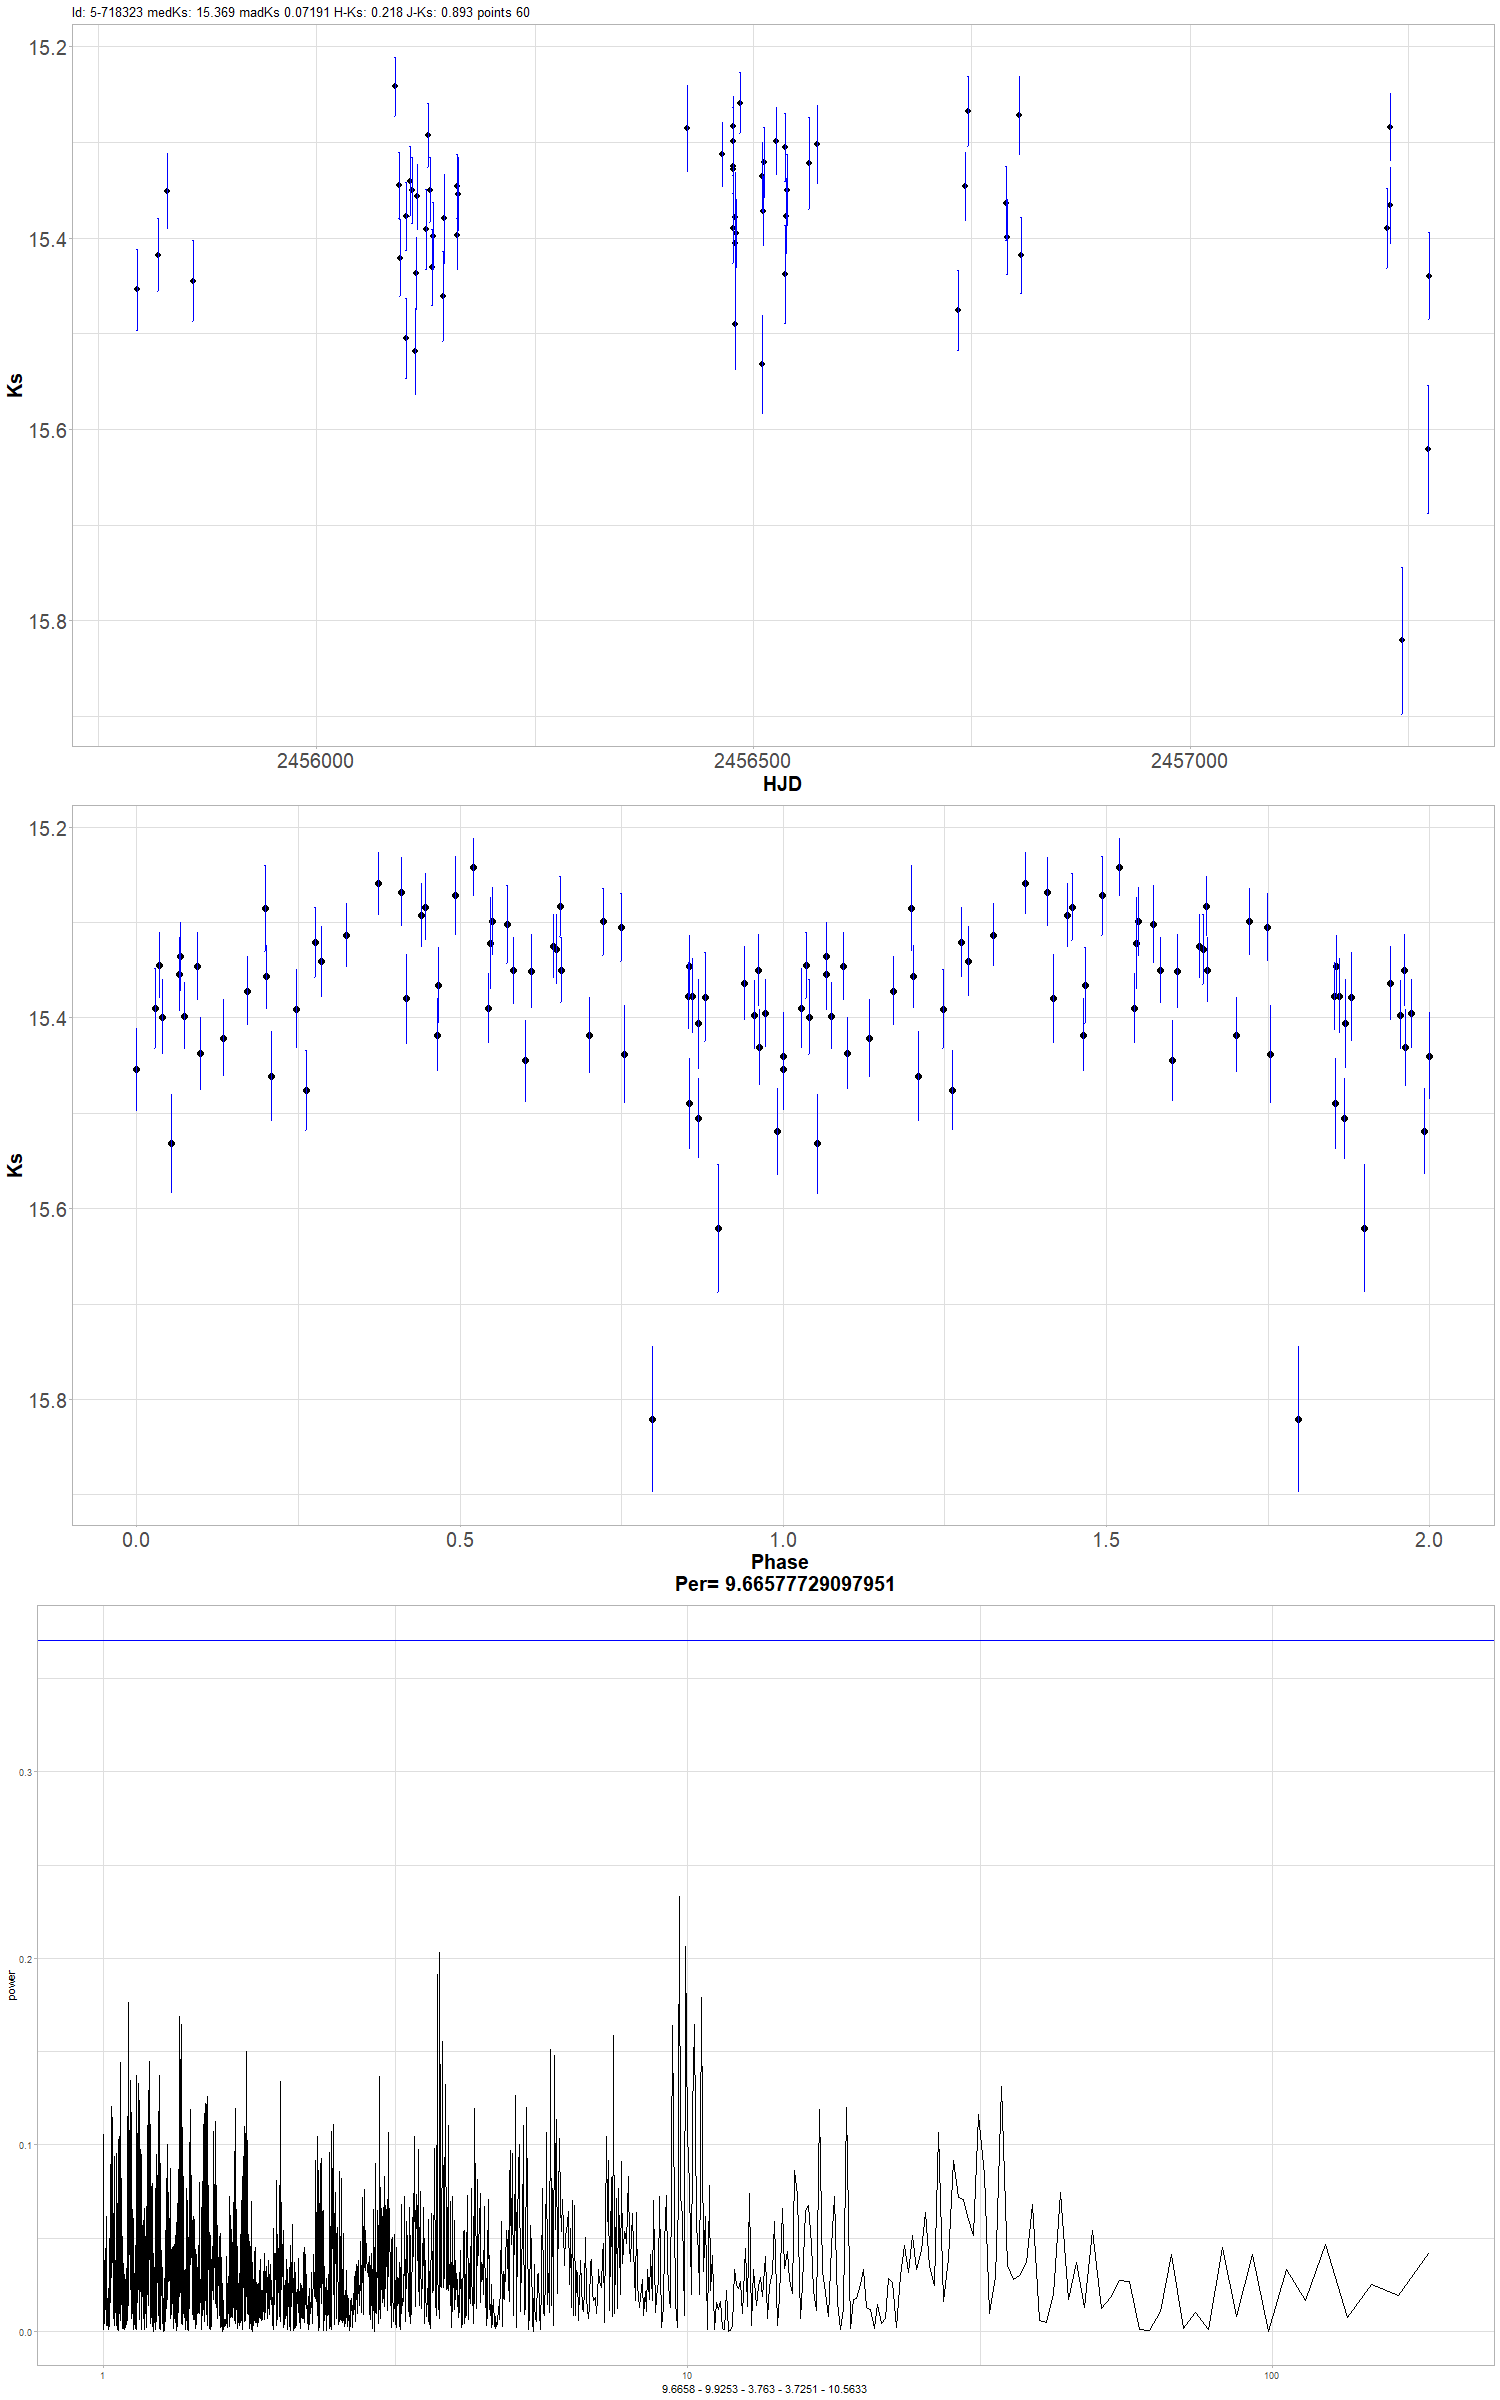 Id: 5-718323 medKs: 15.369 madKs 0.07191 H-Ks: 0.218 J-Ks: 0.893 points 60
15.2
15.4
15.6
15.8
Ks
2456000 2456500 2457000
HJD
15.2
15.4
15.6
15.8
Ks
0.0 0.5 1.0 1.5 2.0
Phase
Per= 9.66577729097951
0.3
0.2
0.1
0.0
power
1 10 100
9.6658 - 9.9253 - 3.763 - 3.7251 - 10.5633